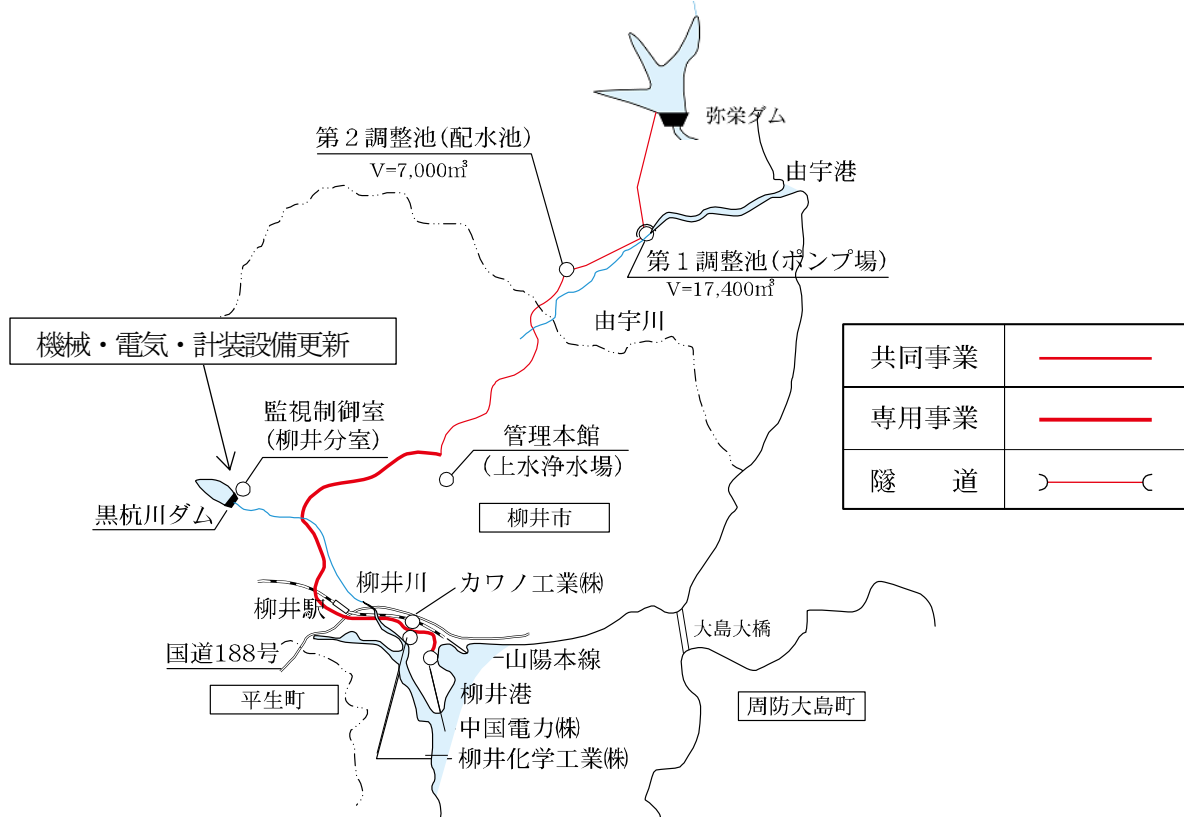 弥栄ダム
第２調整池(配水池)
V=7,000㎥
由宇港
第１調整池(ポンプ場)
V=17,400㎥
由宇川
機械・電気・計装設備更新
共同事業
専用事業
隧　　道
監視制御室
(柳井分室)
管理本館
(上水浄水場)
黒杭川ダム
柳井市
柳井川
カワノ工業㈱
柳井駅
大島大橋
国道188号
山陽本線
平生町
柳井港
周防大島町
中国電力㈱
柳井化学工業㈱